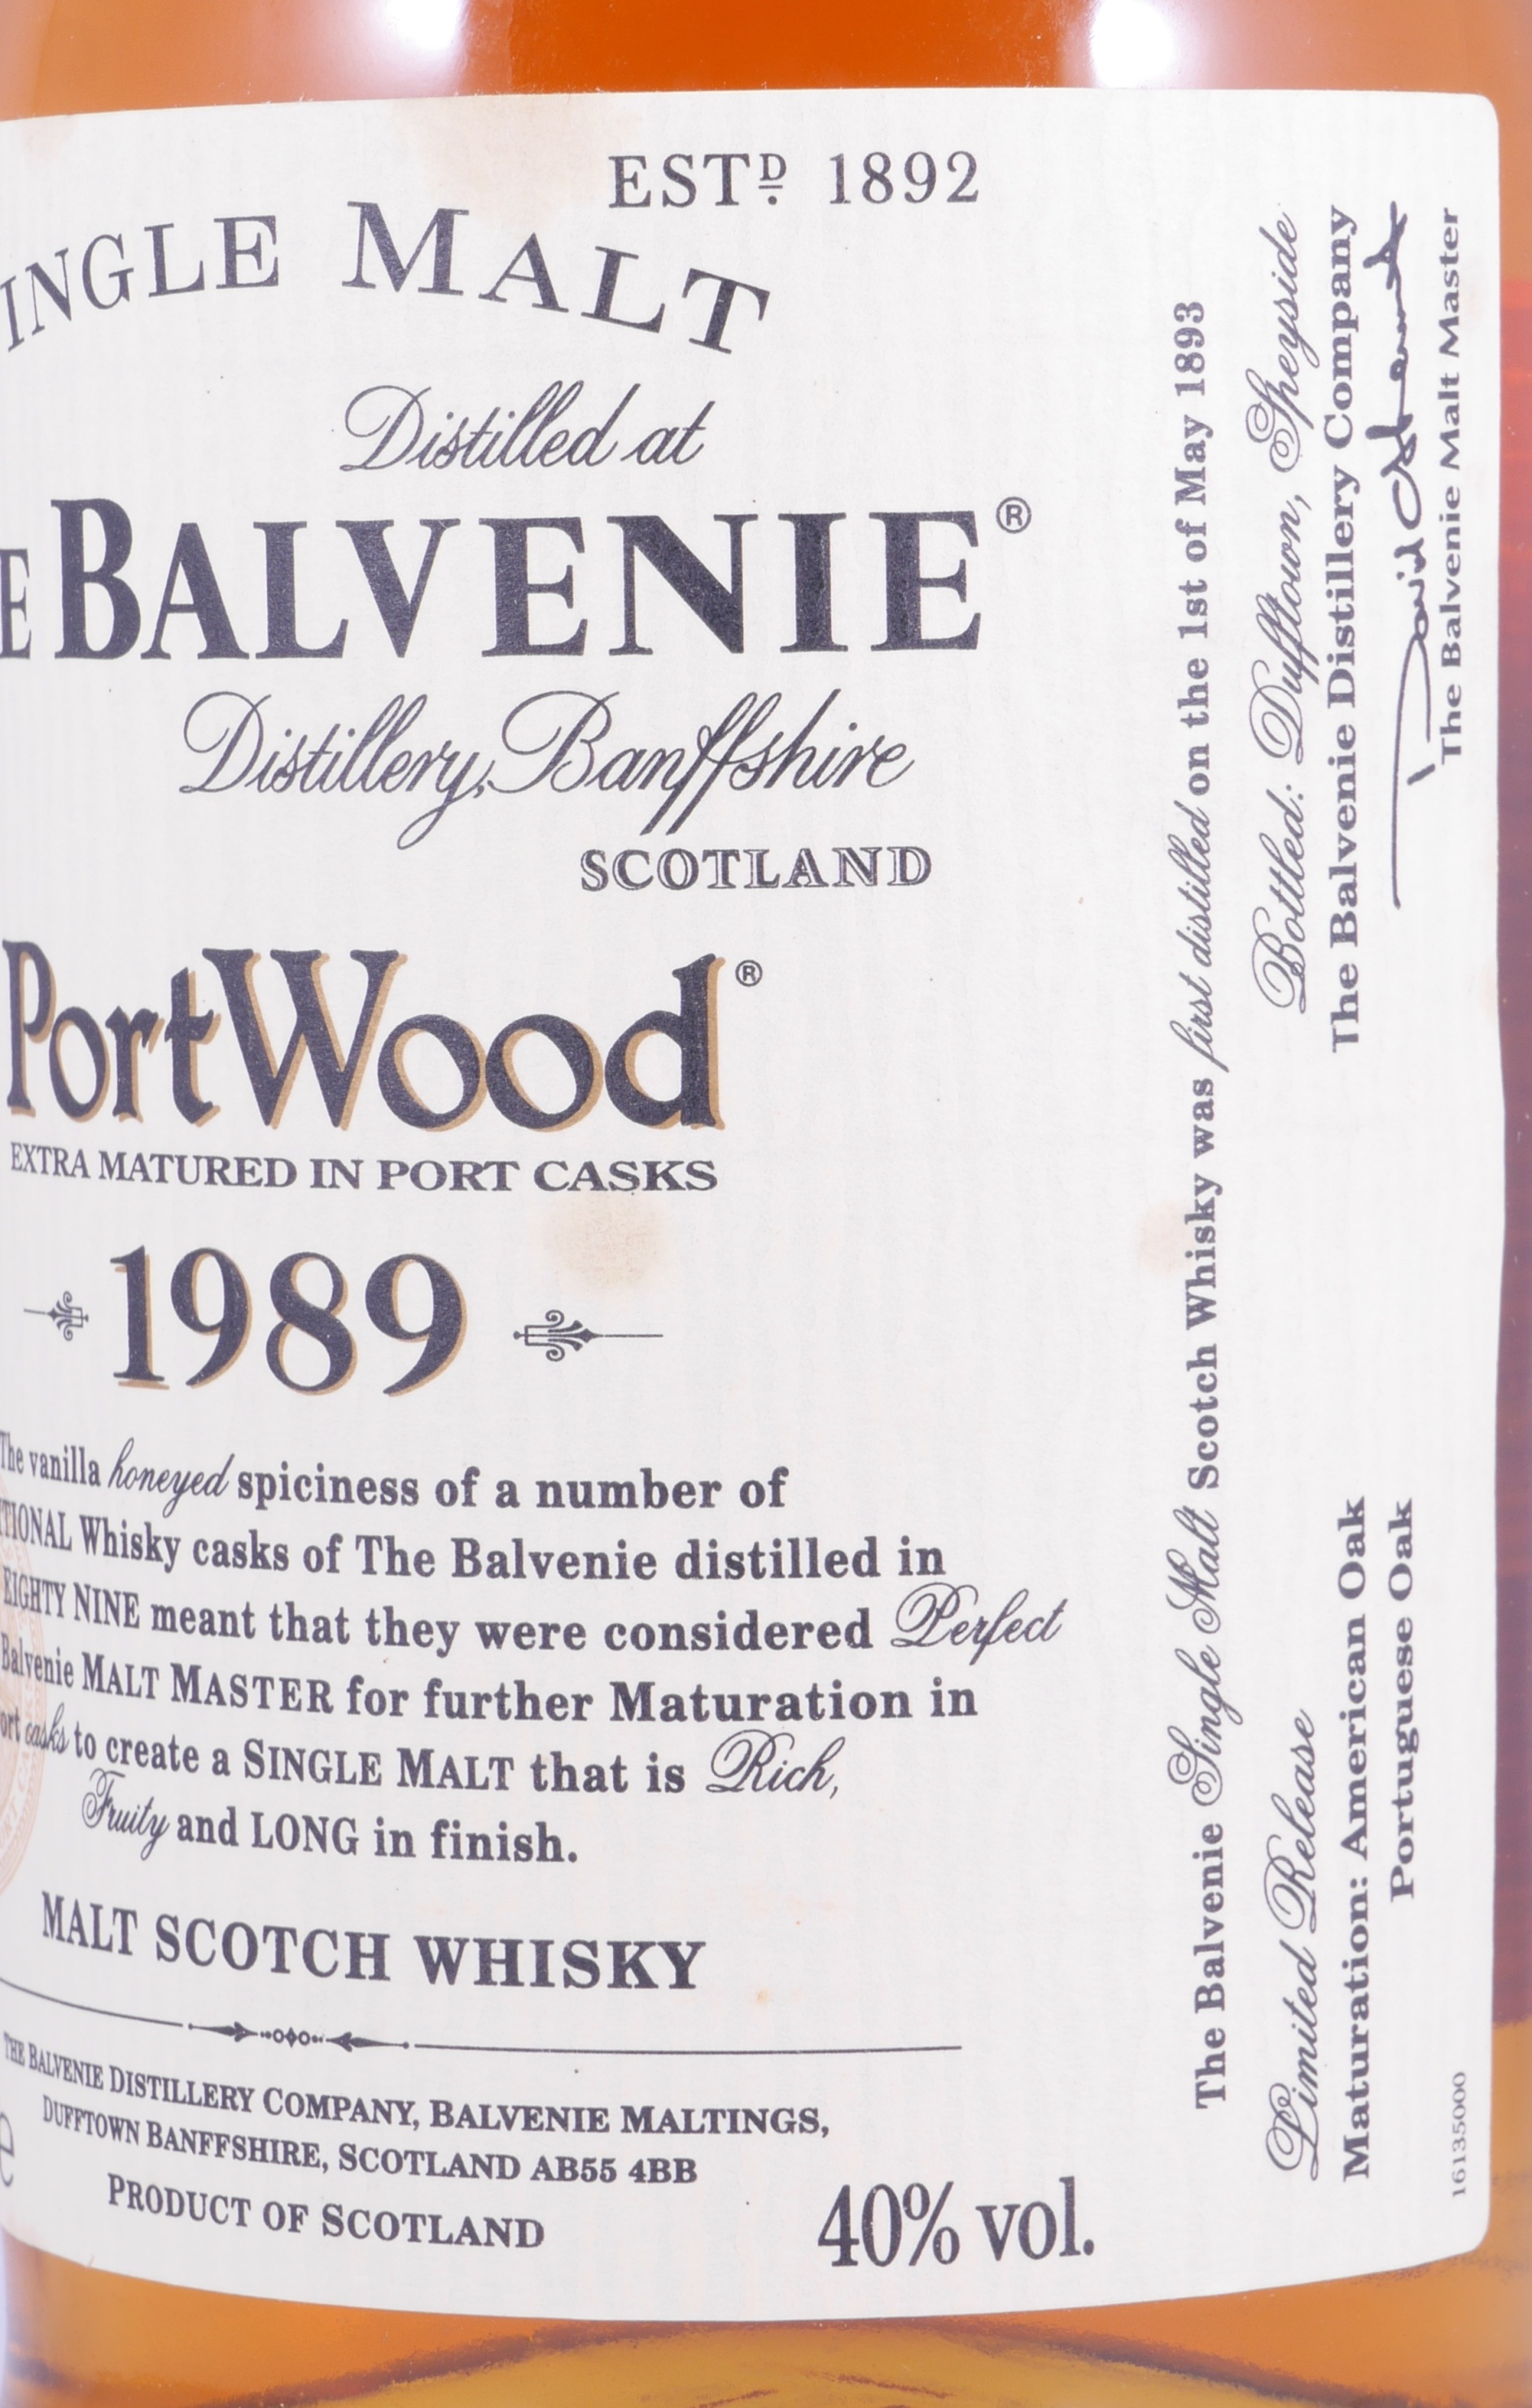 ESTD. 1892
INGLE MALT
Distilled at
E BALVENIE®
Distillery, Banffshire
SCOTLAND
PortWood®
EXTRA MATURED IN PORT CASKS
1989
The vanilla honeyed spiciness of a number of
TIONAL Whisky casks of The Balvenie distilled in
EIGHTY NINE meant that they were considered Perfect
Balvenie MALT MASTER for further Maturation in
ort casks to create a SINGLE MALT that is Rich,
Fruity and LONG in finish.
MALT SCOTCH WHISKY
THE BALVENIE DISTILLERY COMPANY, BALVENIE MALTINGS,
DUFFTOWN BANFFSHIRE, SCOTLAND AB55 4BB
PRODUCT OF SCOTLAND
e
40% vol.
The Balvenie Single Malt Scotch Whisky was first distilled on the 1st of May 1893
Limited Release
Maturation: American Oak
Portuguese Oak
Bottled: Dufftown, Speyside
The Balvenie Distillery Company
David
The Balvenie Malt Master
16135000